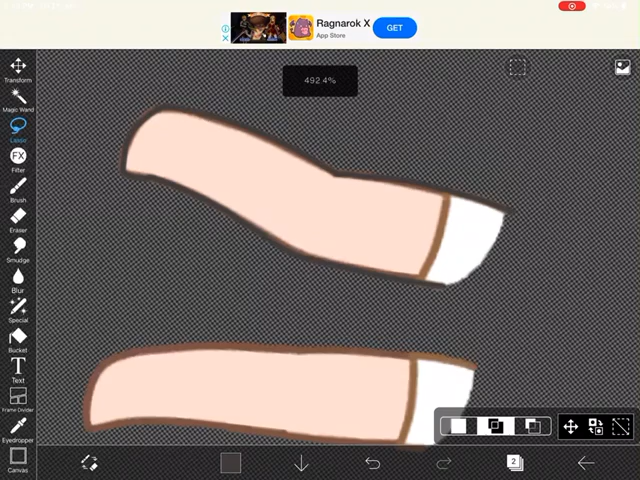 Ragnarok X
App Store
GET
492.4%
Transform
Magic Wand
Lasso
FX
Filter
Brush
Eraser
Smudge
Blur
Special
Bucket
T
Text
Frame Divider
Eyedropper
Canvas
2